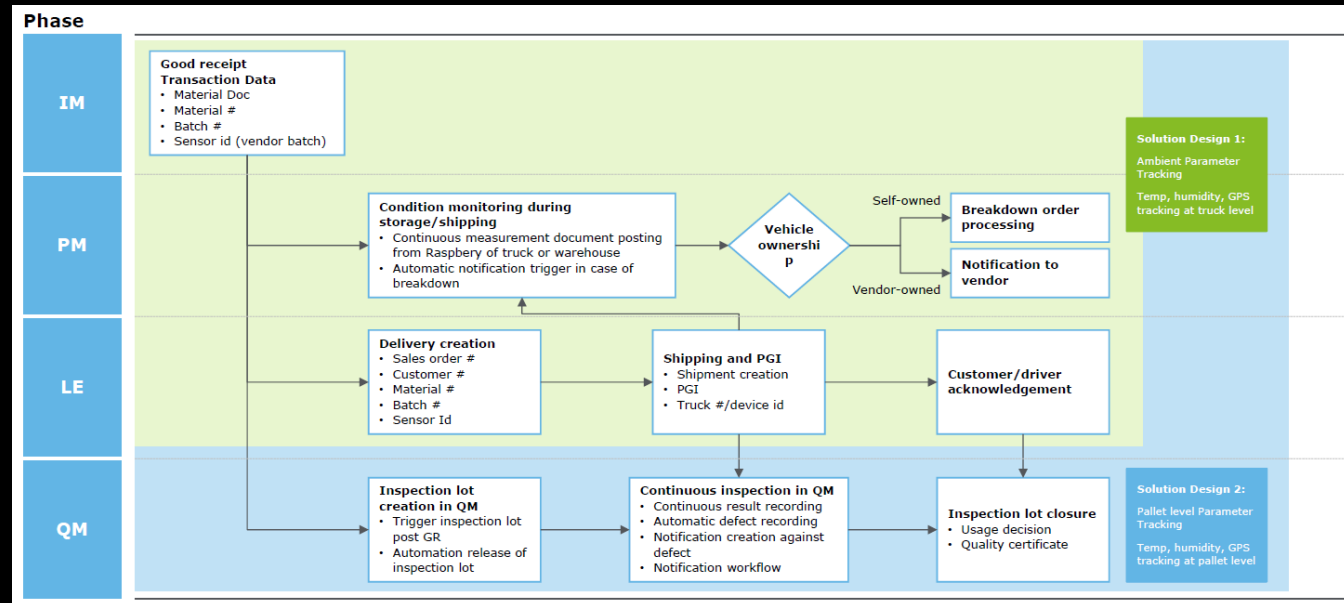 Phase
IM
Good receipt
Transaction Data
• Material Doc
• Material #
• Batch #
• Sensor id (vendor batch)
Solution Design 1:
Ambient Parameter
Tracking
Temp, humidity, GPS
tracking at truck level
PM
Condition monitoring during
storage/shipping
• Continuous measurement document posting
from Raspbery of truck or warehouse
• Automatic notification trigger in case of
breakdown
Vehicle
ownershi
p
Self-owned
Vendor-owned
Breakdown order
processing
Notification to
vendor
LE
Delivery creation
• Sales order #
• Customer #
• Material #
• Batch #
• Sensor Id
Shipping and PGI
• Shipment creation
• PGI
• Truck #/device id
Customer/driver
acknowledgement
QM
Inspection lot
creation in QM
• Trigger inspection lot
post GR
• Automation release of
inspection lot
Continuous inspection in QM
• Continuous result recording
• Automatic defect recording
• Notification creation against
defect
• Notification workflow
Inspection lot closure
• Usage decision
• Quality certificate
Solution Design 2:
Pallet level Parameter
Tracking
Temp, humidity, GPS
tracking at pallet level